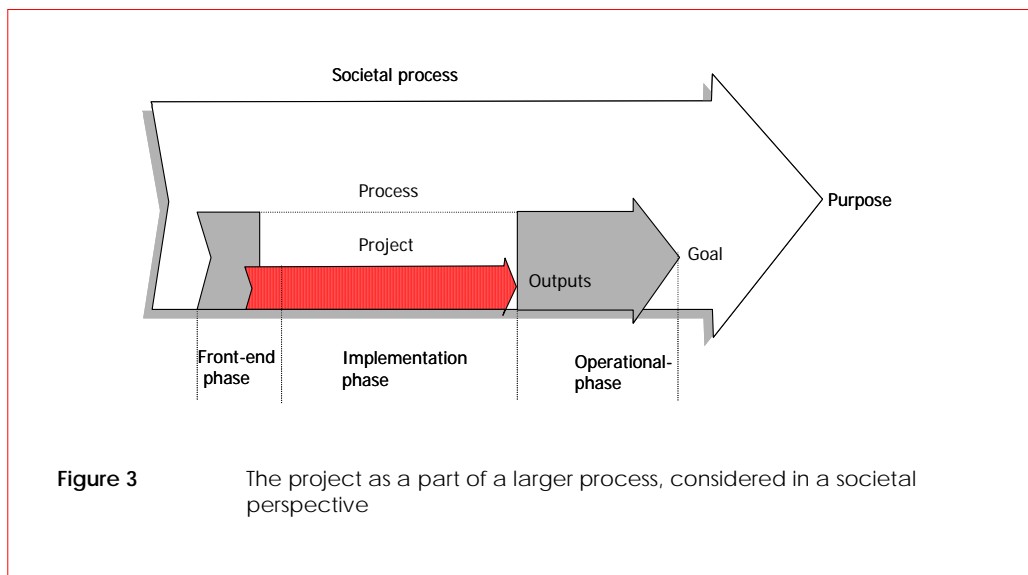 Societal process
Process
Purpose
Project
Goal
Outputs
Front-end
phase
Implementation
phase
Operational-
phase
Figure 3 The project as a part of a larger process, considered in a societal
perspective